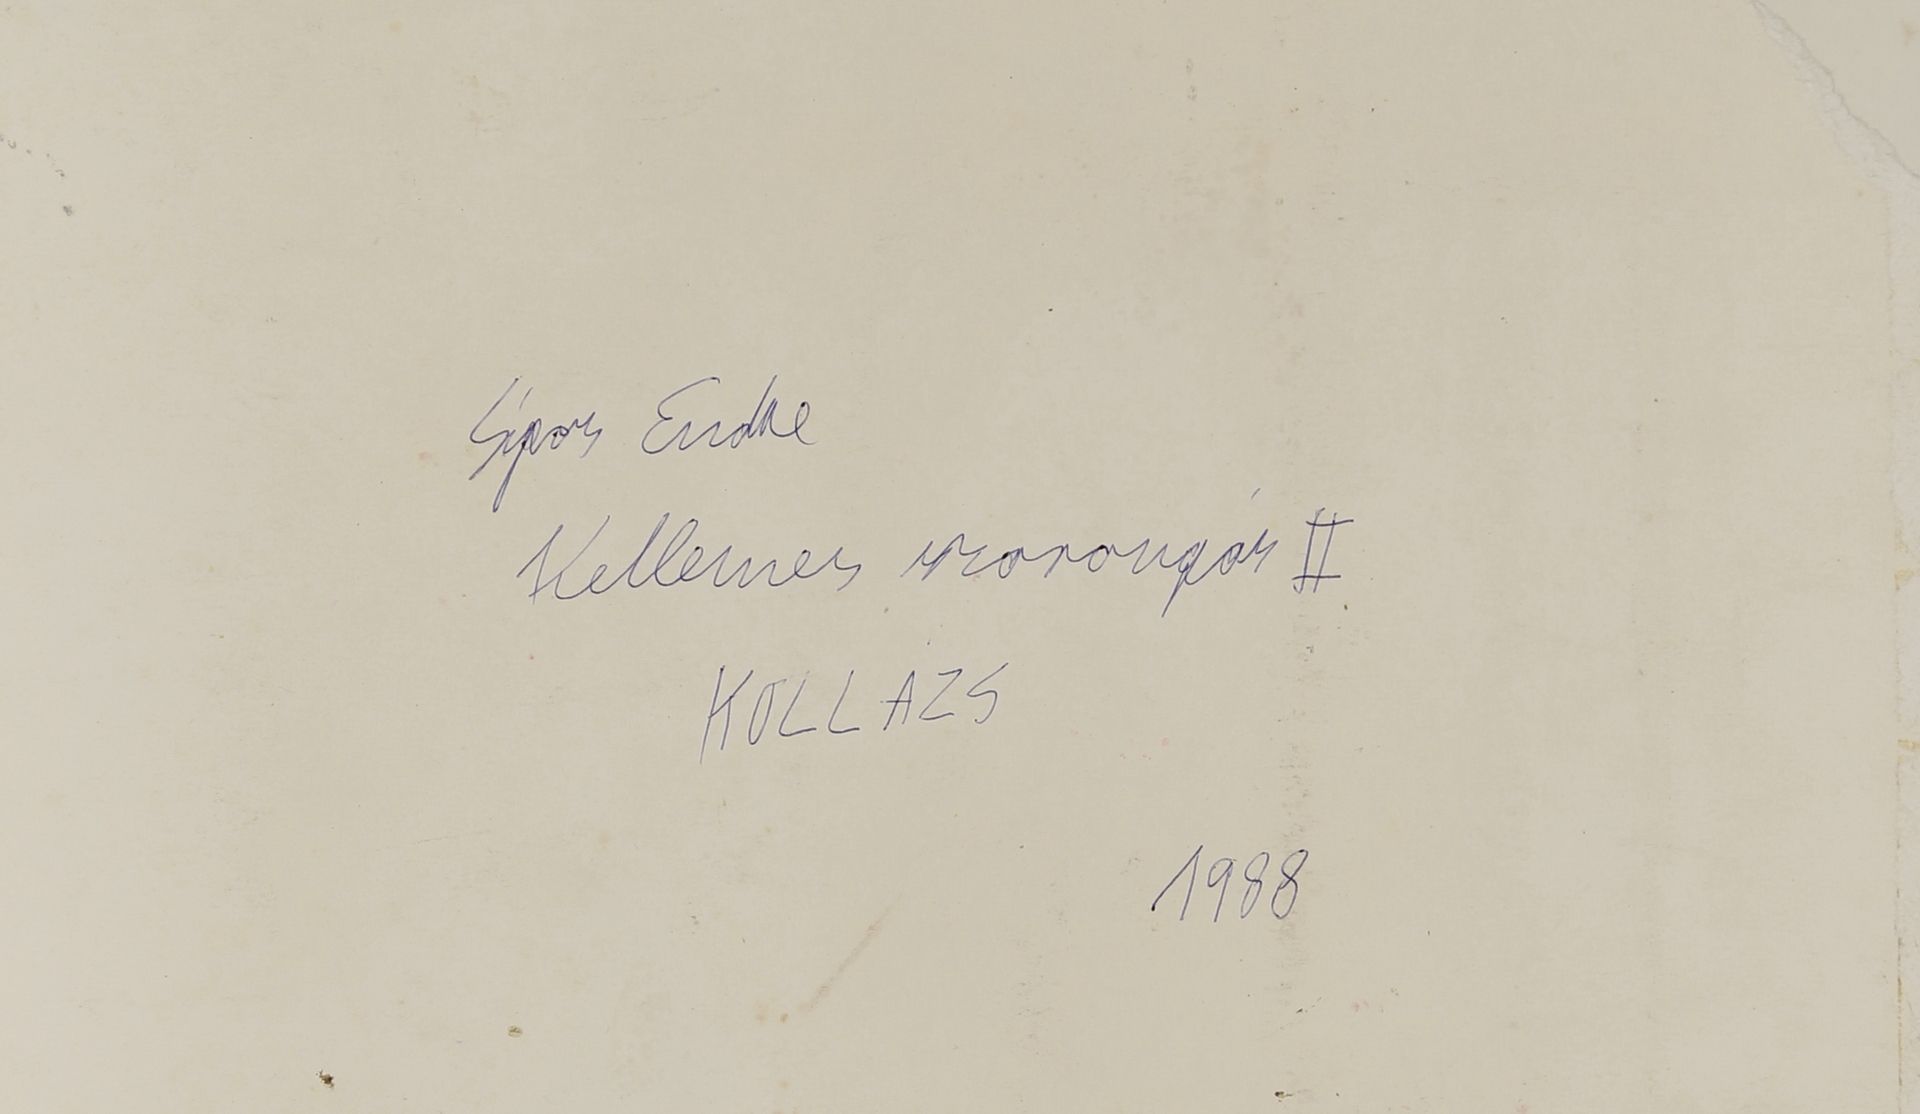 Sipos Endre
Kellemes szorongás II
KOLLÁZS
1988